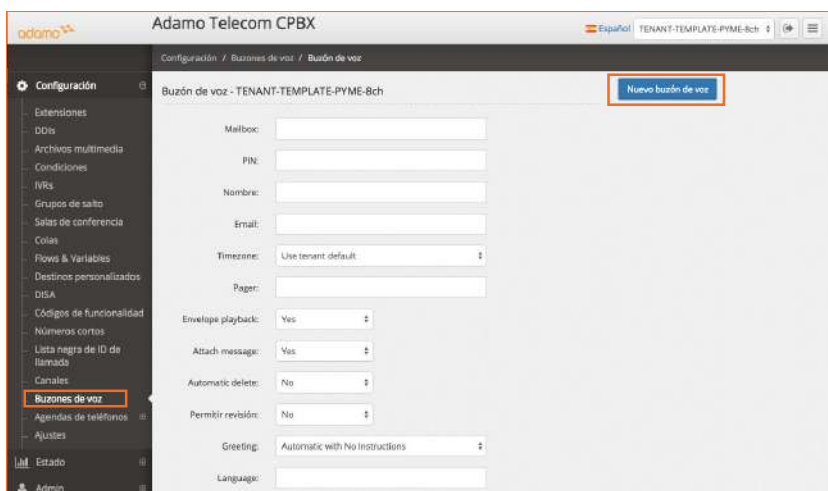 adamo
Adamo Telecom CPBX
Español
TENANT-TEMPLATE-PYME-8ch
Configuración / Buzones de voz / Buzón de voz
Configuración
Extensiones
DDIs
Archivos multimedia
Condiciones
IVRs
Grupos de salto
Salas de conferencia
Colas
Flows & Variables
Destinos personalizados
DISA
Códigos de funcionalidad
Números cortos
Lista negra de ID de
llamada
Canales
Buzones de voz
Agendas de teléfonos
Ajustes
Estado
Admin
Buzón de voz - TENANT-TEMPLATE-PYME-8ch
Nuevo buzón de voz
Mailbox:
PIN:
Nombre:
Email:
Timezone: Use tenant default
Pager:
Envelope playback: Yes
Attach message: Yes
Automatic delete: No
Permitir revisión: No
Greeting: Automatic with No Instructions
Language: